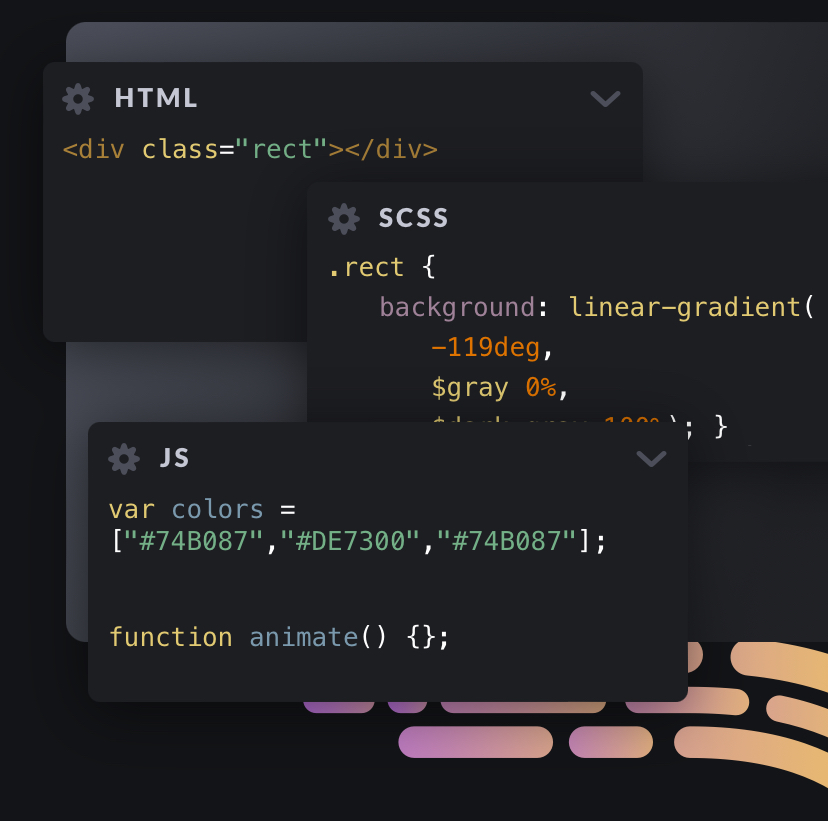 HTML
<div class="rect"></div>
SCSS
.rect {
background: linear-gradient(
-119deg,
$gray 0%,
); }
JS
var colors =
["#74B087","#DE7300","#74B087"];
function animate() {};